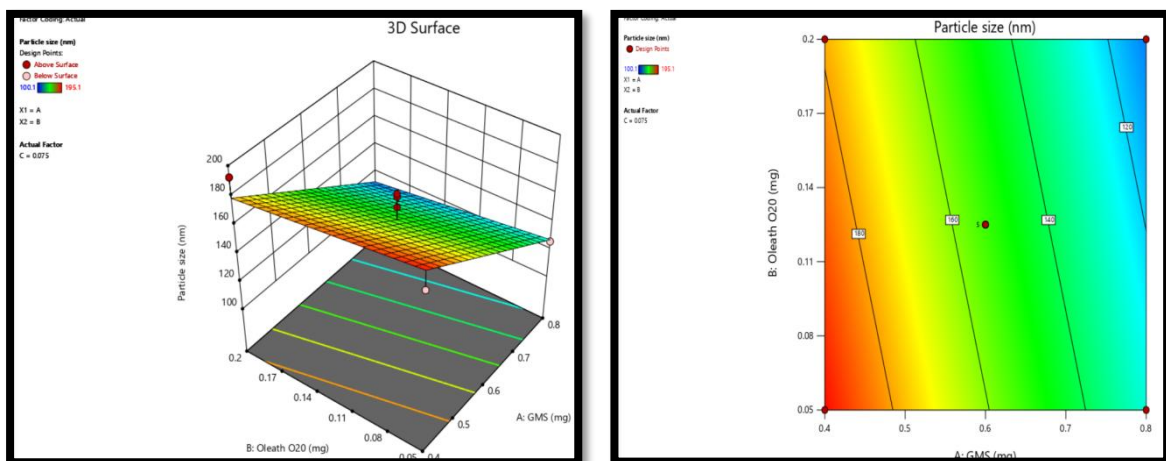 Factor Coding: Actual
3D Surface
Particle size (nm)
Design Points:
Above Surface
Below Surface
100.1 195.1
X1 = A
X2 = B
Actual Factor
C = 0.075
200
180
160
140
120
100
Particle size (nm)
0.2
0.17
0.14
0.11
0.08
0.05
B: Oleath O20 (mg)
0.4
0.5
0.6
0.7
0.8
A: GMS (mg)
Factor Coding: Actual
Particle size (nm)
Particle size (nm)
Design Points
100.1 195.1
X1 = A
X2 = B
Actual Factor
C = 0.075
0.2
0.17
0.14
0.11
0.08
0.05
B: Oleath O20 (mg)
180
160
140
120
5
0.4
0.5
0.6
0.7
0.8
A: GMS (mg)